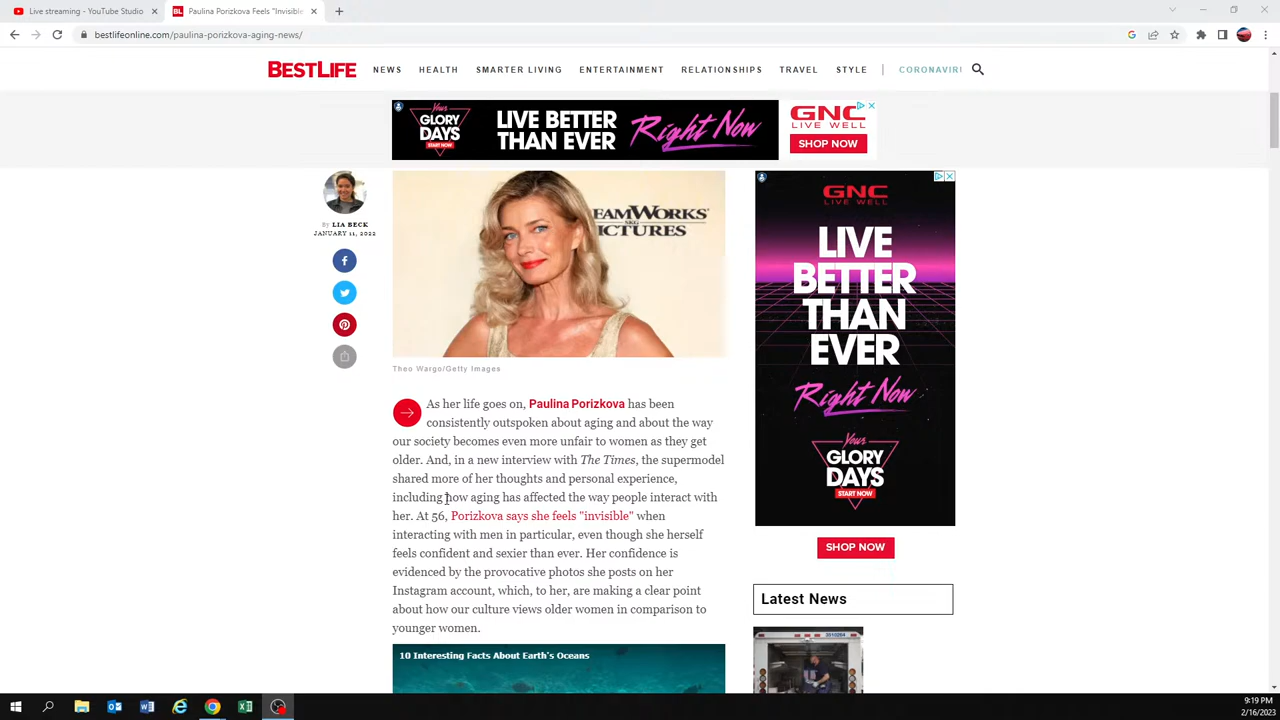 Live streaming - YouTube Studio
Paulina Porizkova Feels "Invisible
bestlifeonline.com/paulina-porizkova-aging-news/
BESTLIFE
NEWS HEALTH SMARTER LIVING ENTERTAINMENT RELATIONSHIPS TRAVEL STYLE CORONAVIRU
Your
GLORY
DAYS
START NOW
LIVE BETTER
THAN EVER
Right Now
GNC
LIVE WELL
SHOP NOW
BY LIA BECK
JANUARY 11, 2022
EAMWORKS
SKG
ICTURES
Theo Wargo/Getty Images
As her life goes on, Paulina Porizkova has been
consistently outspoken about aging and about the way
our society becomes even more unfair to women as they get
older. And, in a new interview with The Times, the supermodel
shared more of her thoughts and personal experience,
including how aging has affected the way people interact with
her. At 56, Porizkova says she feels "invisible" when
interacting with men in particular, even though she herself
feels confident and sexier than ever. Her confidence is
evidenced by the provocative photos she posts on her
Instagram account, which, to her, are making a clear point
about how our culture views older women in comparison to
younger women.
10 Interesting Facts About Earth's Oceans
GNC
LIVE WELL
LIVE
BETTER
THAN
EVER
Right Now
Your
GLORY
DAYS
START NOW
SHOP NOW
Latest News
9:19 PM
2/16/2023